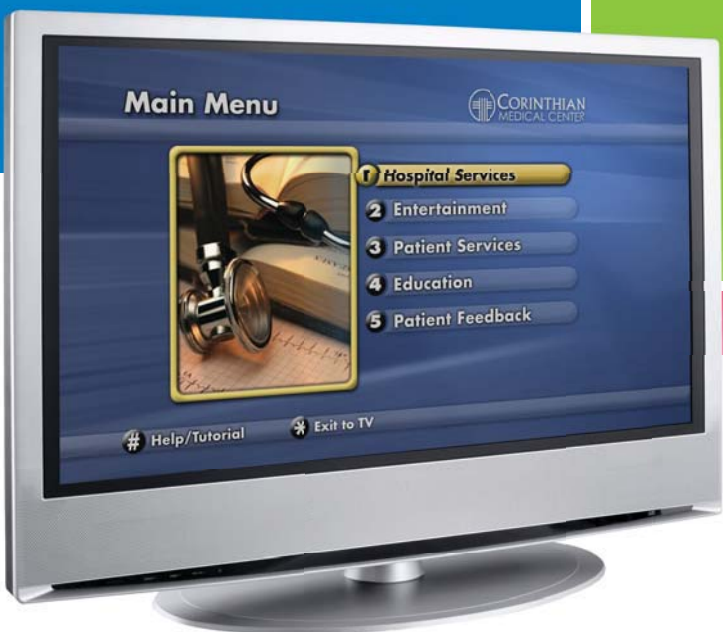 Main Menu
CORINTHIAN
MEDICAL CENTER
1 Hospital Services
2 Entertainment
3 Patient Services
4 Education
5 Patient Feedback
# Help/Tutorial
* Exit to TV